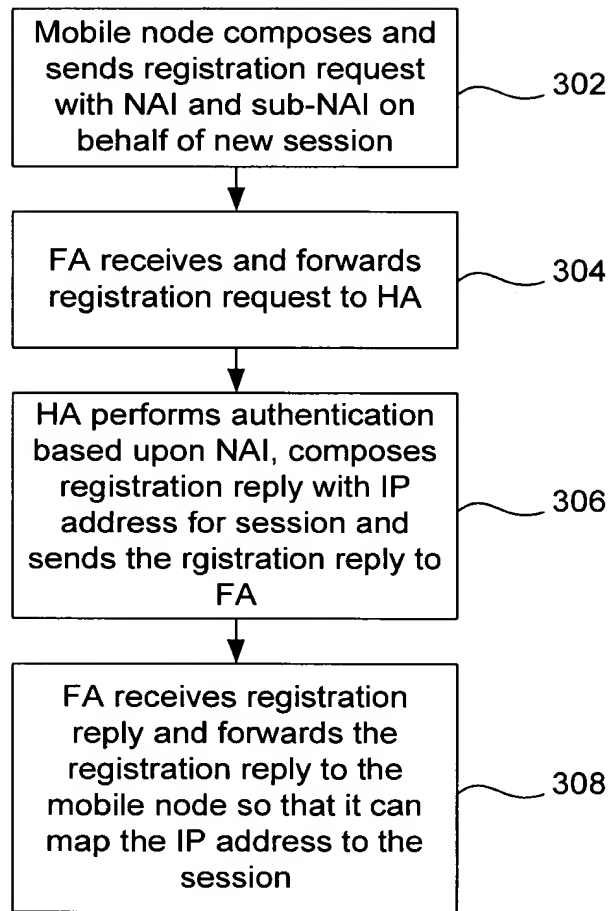 Mobile node composes and
sends registration request
with NAI and sub-NAI on
behalf of new session
302
FA receives and forwards
registration request to HA
304
HA performs authentication
based upon NAI, composes
registration reply with IP
address for session and
sends the rgistration reply to
FA
306
FA receives registration
reply and forwards the
registration reply to the
mobile node so that it can
map the IP address to the
session
308